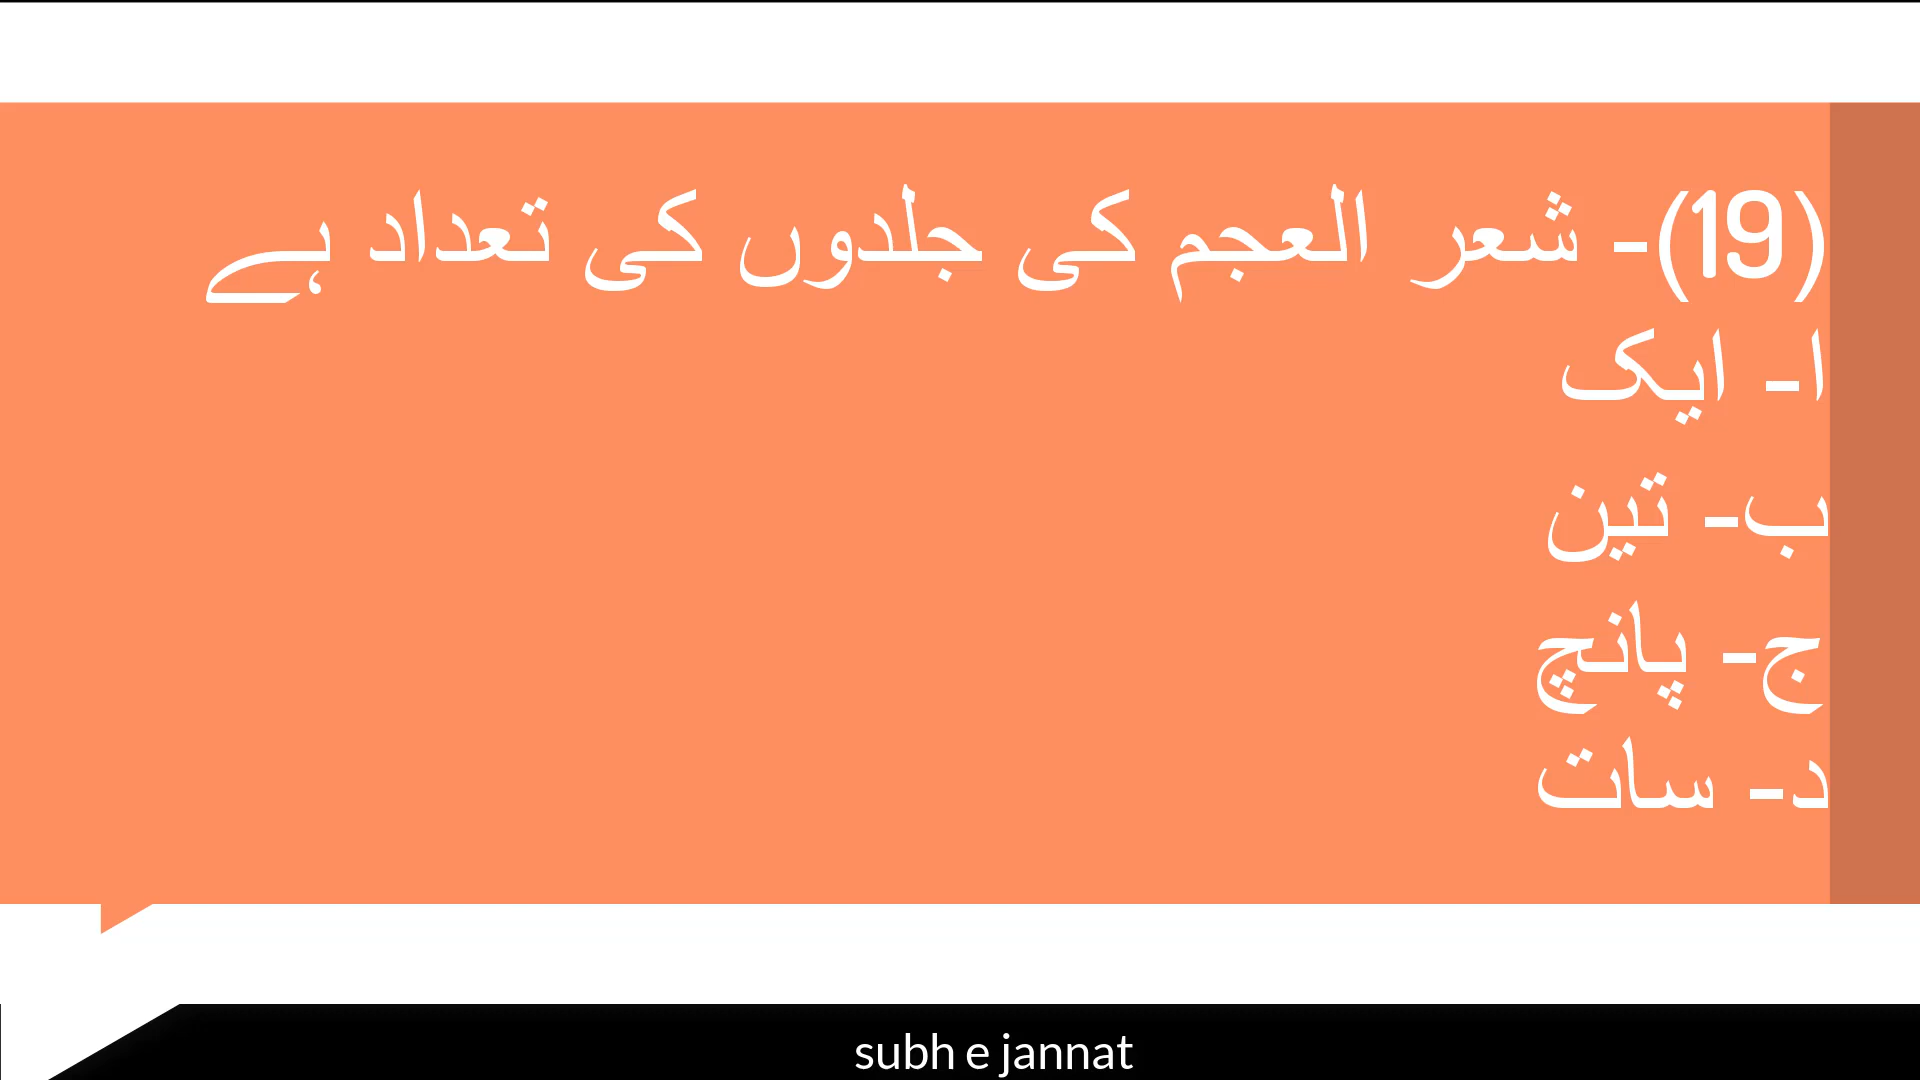 (19)- شعر العجم کی جلدوں کی تعداد ہے
ا- ایک
ب- تین
ج- پانچ
د- سات
subh e jannat